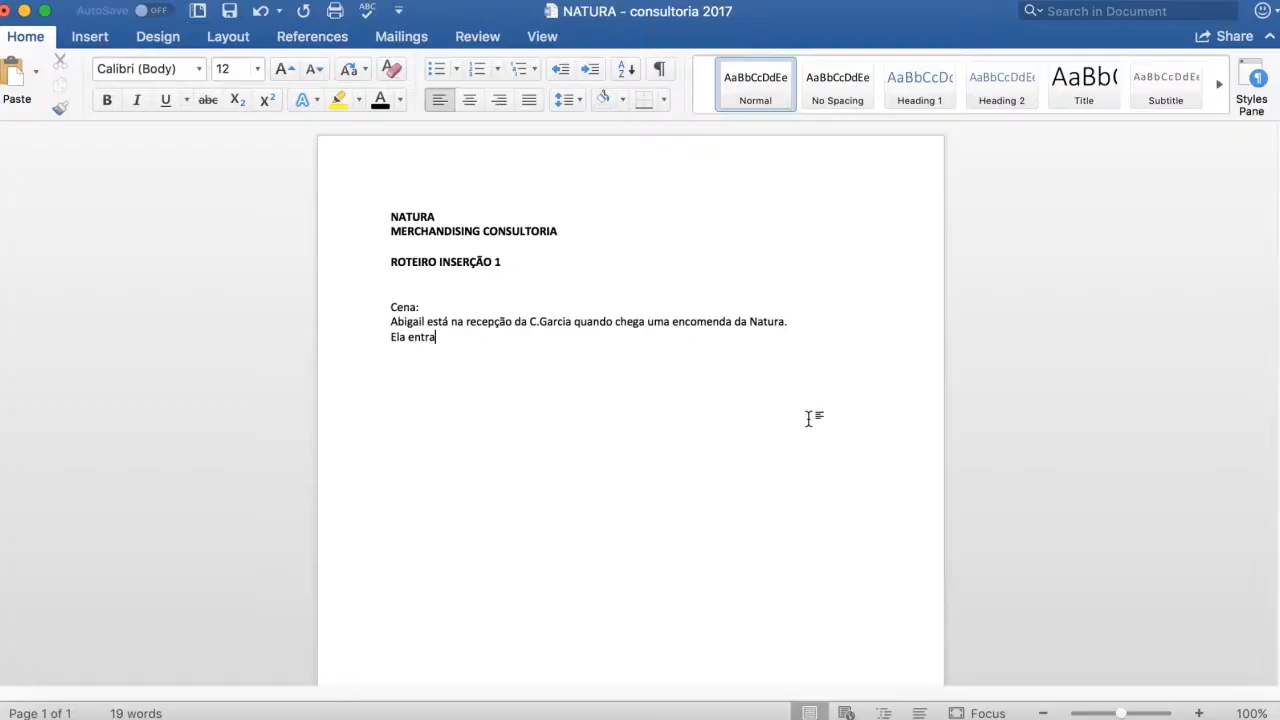 AutoSave OFF
NATURA - consultoria 2017
Search in Document
Home Insert Design Layout References Mailings Review View
Share
Paste
Calibri (Body) 12
AaBbCcDdEe AaBbCcDdEe AaBbCcDc AaBbCcDdEe AaBbC AaBbCcDdEe
Normal No Spacing Heading 1 Heading 2 Title Subtitle
Styles
Pane
NATURA
MERCHANDISING CONSULTORIA
ROTEIRO INSERÇÃO 1
Cena:
Abigail está na recepção da C.Garcia quando chega uma encomenda da Natura.
Ela entra
Page 1 of 1 19 words
Focus 100%